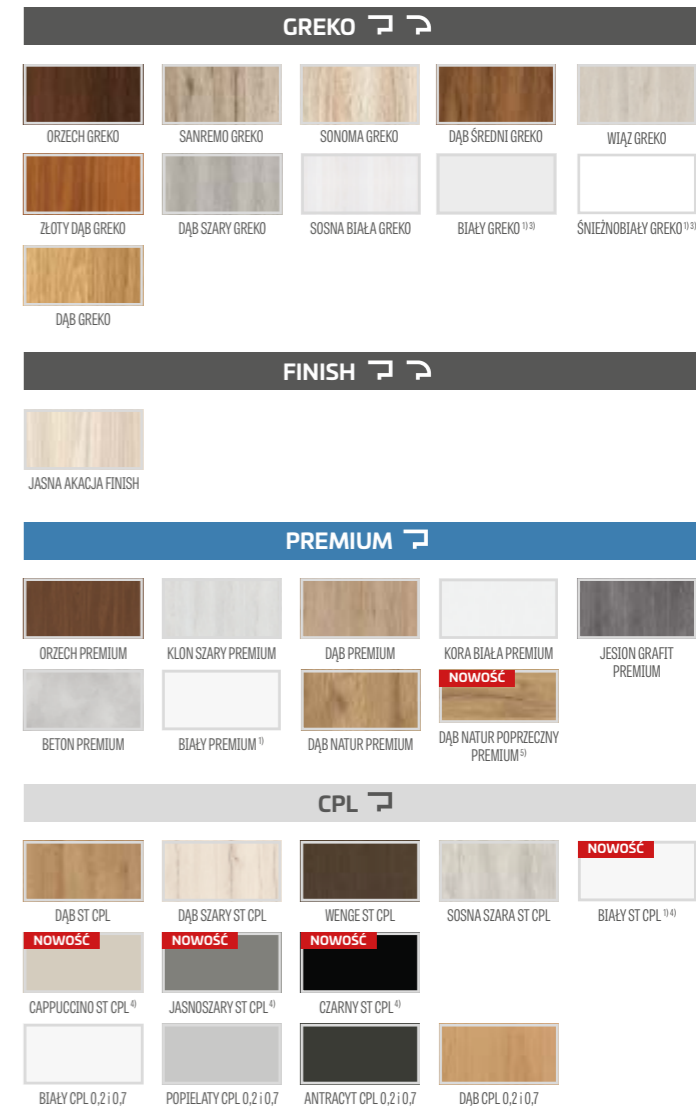 GREKO
ORZECH GREKO
SANREMO GREKO
SONOMA GREKO
DĄB ŚREDNI GREKO
WIĄZ GREKO
ZŁOTY DĄB GREKO
DĄB SZARY GREKO
SOSNA BIAŁA GREKO
BIAŁY GREKO 1) 3)
ŚNIEŻNOBIAŁY GREKO 1) 3)
DĄB GREKO
FINISH
JASNA AKACJA FINISH
PREMIUM
ORZECH PREMIUM
KLON SZARY PREMIUM
DĄB PREMIUM
KORA BIAŁA PREMIUM
JESION GRAFIT
PREMIUM
BETON PREMIUM
BIAŁY PREMIUM 1)
DĄB NATUR PREMIUM
NOWOŚĆ
DĄB NATUR POPRZECZNY
PREMIUM 5)
CPL
DĄB ST CPL
DĄB SZARY ST CPL
WENGE ST CPL
SOSNA SZARA ST CPL
NOWOŚĆ
BIAŁY ST CPL 1) 4)
NOWOŚĆ
CAPPUCCINO ST CPL 4)
NOWOŚĆ
JASNOSZARY ST CPL 4)
NOWOŚĆ
CZARNY ST CPL 4)
BIAŁY CPL 0,2 i 0,7
POPIELATY CPL 0,2 i 0,7
ANTRACYT CPL 0,2 i 0,7
DĄB CPL 0,2 i 0,7